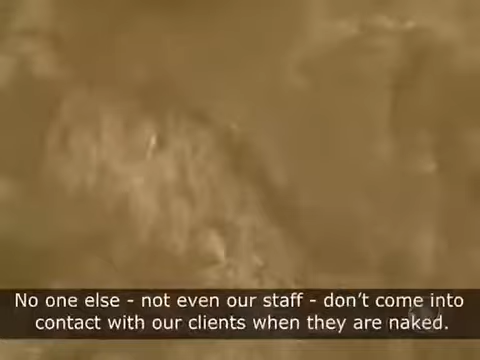 No one else - not even our staff - don't come into
contact with our clients when they are naked.